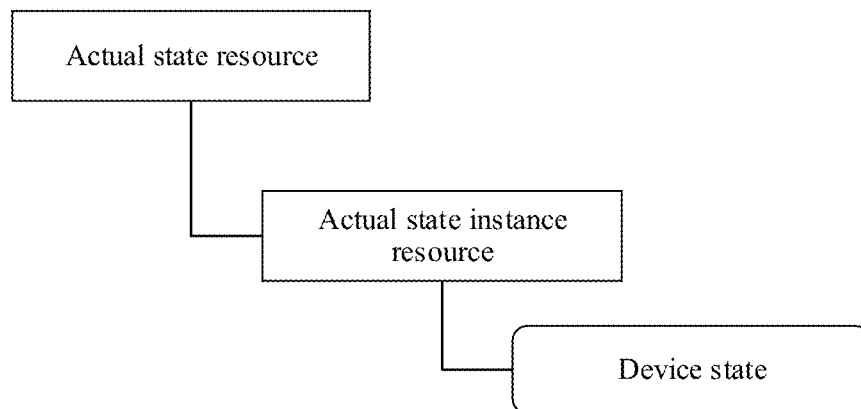 Actual state resource
Actual state instance
resource
Device state